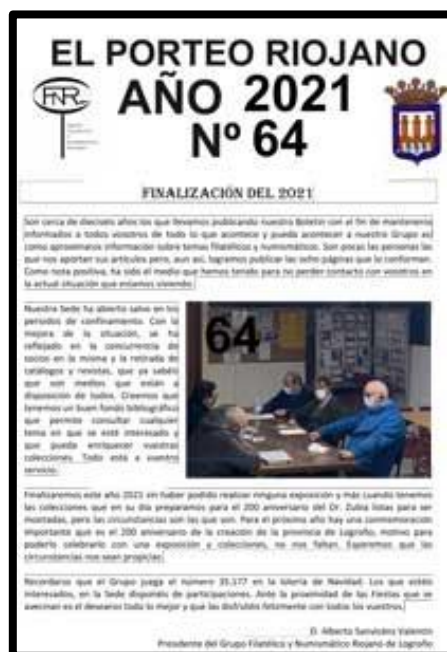 EL PORTEO RIOJANO
AÑO 2021
Nº 64
FINALIZACIÓN DEL 2021
Son cerca de dieciséis años los que llevamos publicando nuestro Boletín con el fin de manteneros
informados a todos vosotros de todo lo que acontece y pueda acontecer a nuestro Grupo así
como aproximaros información sobre temas filatélicos y numismáticos. Son pocas las personas las
que nos aportan sus artículos pero, aun así, logramos publicar las ocho páginas que lo conforman.
Como nota positiva, ha sido el medio que hemos tenido para no perder contacto con vosotros en
la actual situación que estamos viviendo.
Nuestra Sede ha abierto salvo en los
periodos de confinamiento. Con la
mejora de la situación, se ha
reflejado en la concurrencia de
socios en la misma y la retirada de
catálogos y revistas, que ya sabéis
que son medios que están a
disposición de todos. Creemos que
tenemos un buen fondo bibliográfico
que permite consultar cualquier
tema en que se esté interesado y
que pueda enriquecer vuestras
colecciones. Todo está a vuestro
servicio.
64
Finalizaremos este año 2021 sin haber podido realizar ninguna exposición y más cuando tenemos
las colecciones que en su día preparamos para el 200 aniversario del Dr. Zubía listas para ser
montadas, pero las circunstancias son las que son. Para el próximo año hay una conmemoración
importante que es el 200 aniversario de la creación de la provincia de Logroño, motivo para
poderlo celebrarlo con una exposición y colecciones, no nos faltan. Esperemos que las
circunstancias nos sean propicias.
Recordaros que el Grupo juega el número 35.177 en la lotería de Navidad. Los que estéis
interesados, en la Sede disponéis de participaciones. Ante la proximidad de las Fiestas que se
avecinan es el desearos todo lo mejor y que las disfrutéis felizmente con todos los vuestros.
D. Alberto Sanvicéns Valentín
Presidente del Grupo Filatélico y Numismático Riojano de Logroño